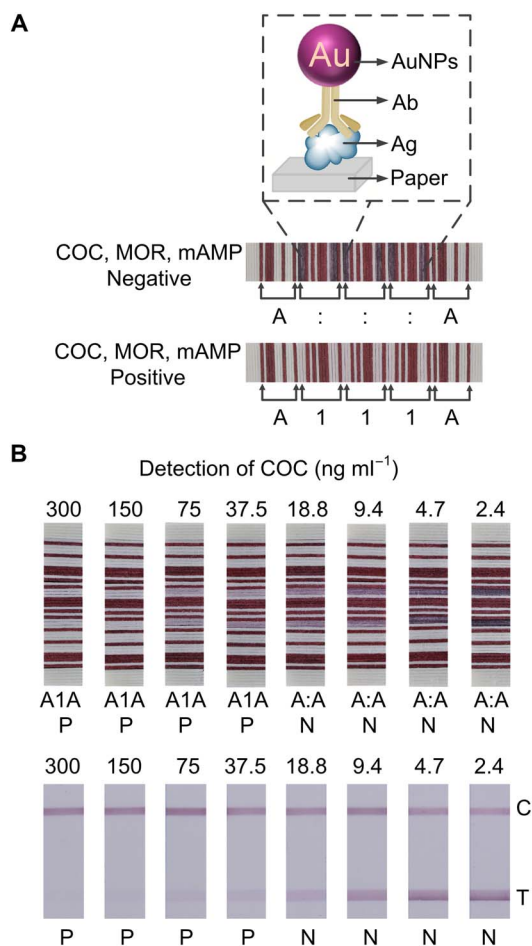 A
Au
AuNPs
Ab
Ag
Paper
COC, MOR, mAMP
Negative
A : : : A
COC, MOR, mAMP
Positive
A 1 1 1 A
B
Detection of COC (ng ml⁻¹)
300 150 75 37.5 18.8 9.4 4.7 2.4
A1A A1A A1A A1A A:A A:A A:A A:A
P P P P N N N N
300 150 75 37.5 18.8 9.4 4.7 2.4
C
T
P P P P N N N N